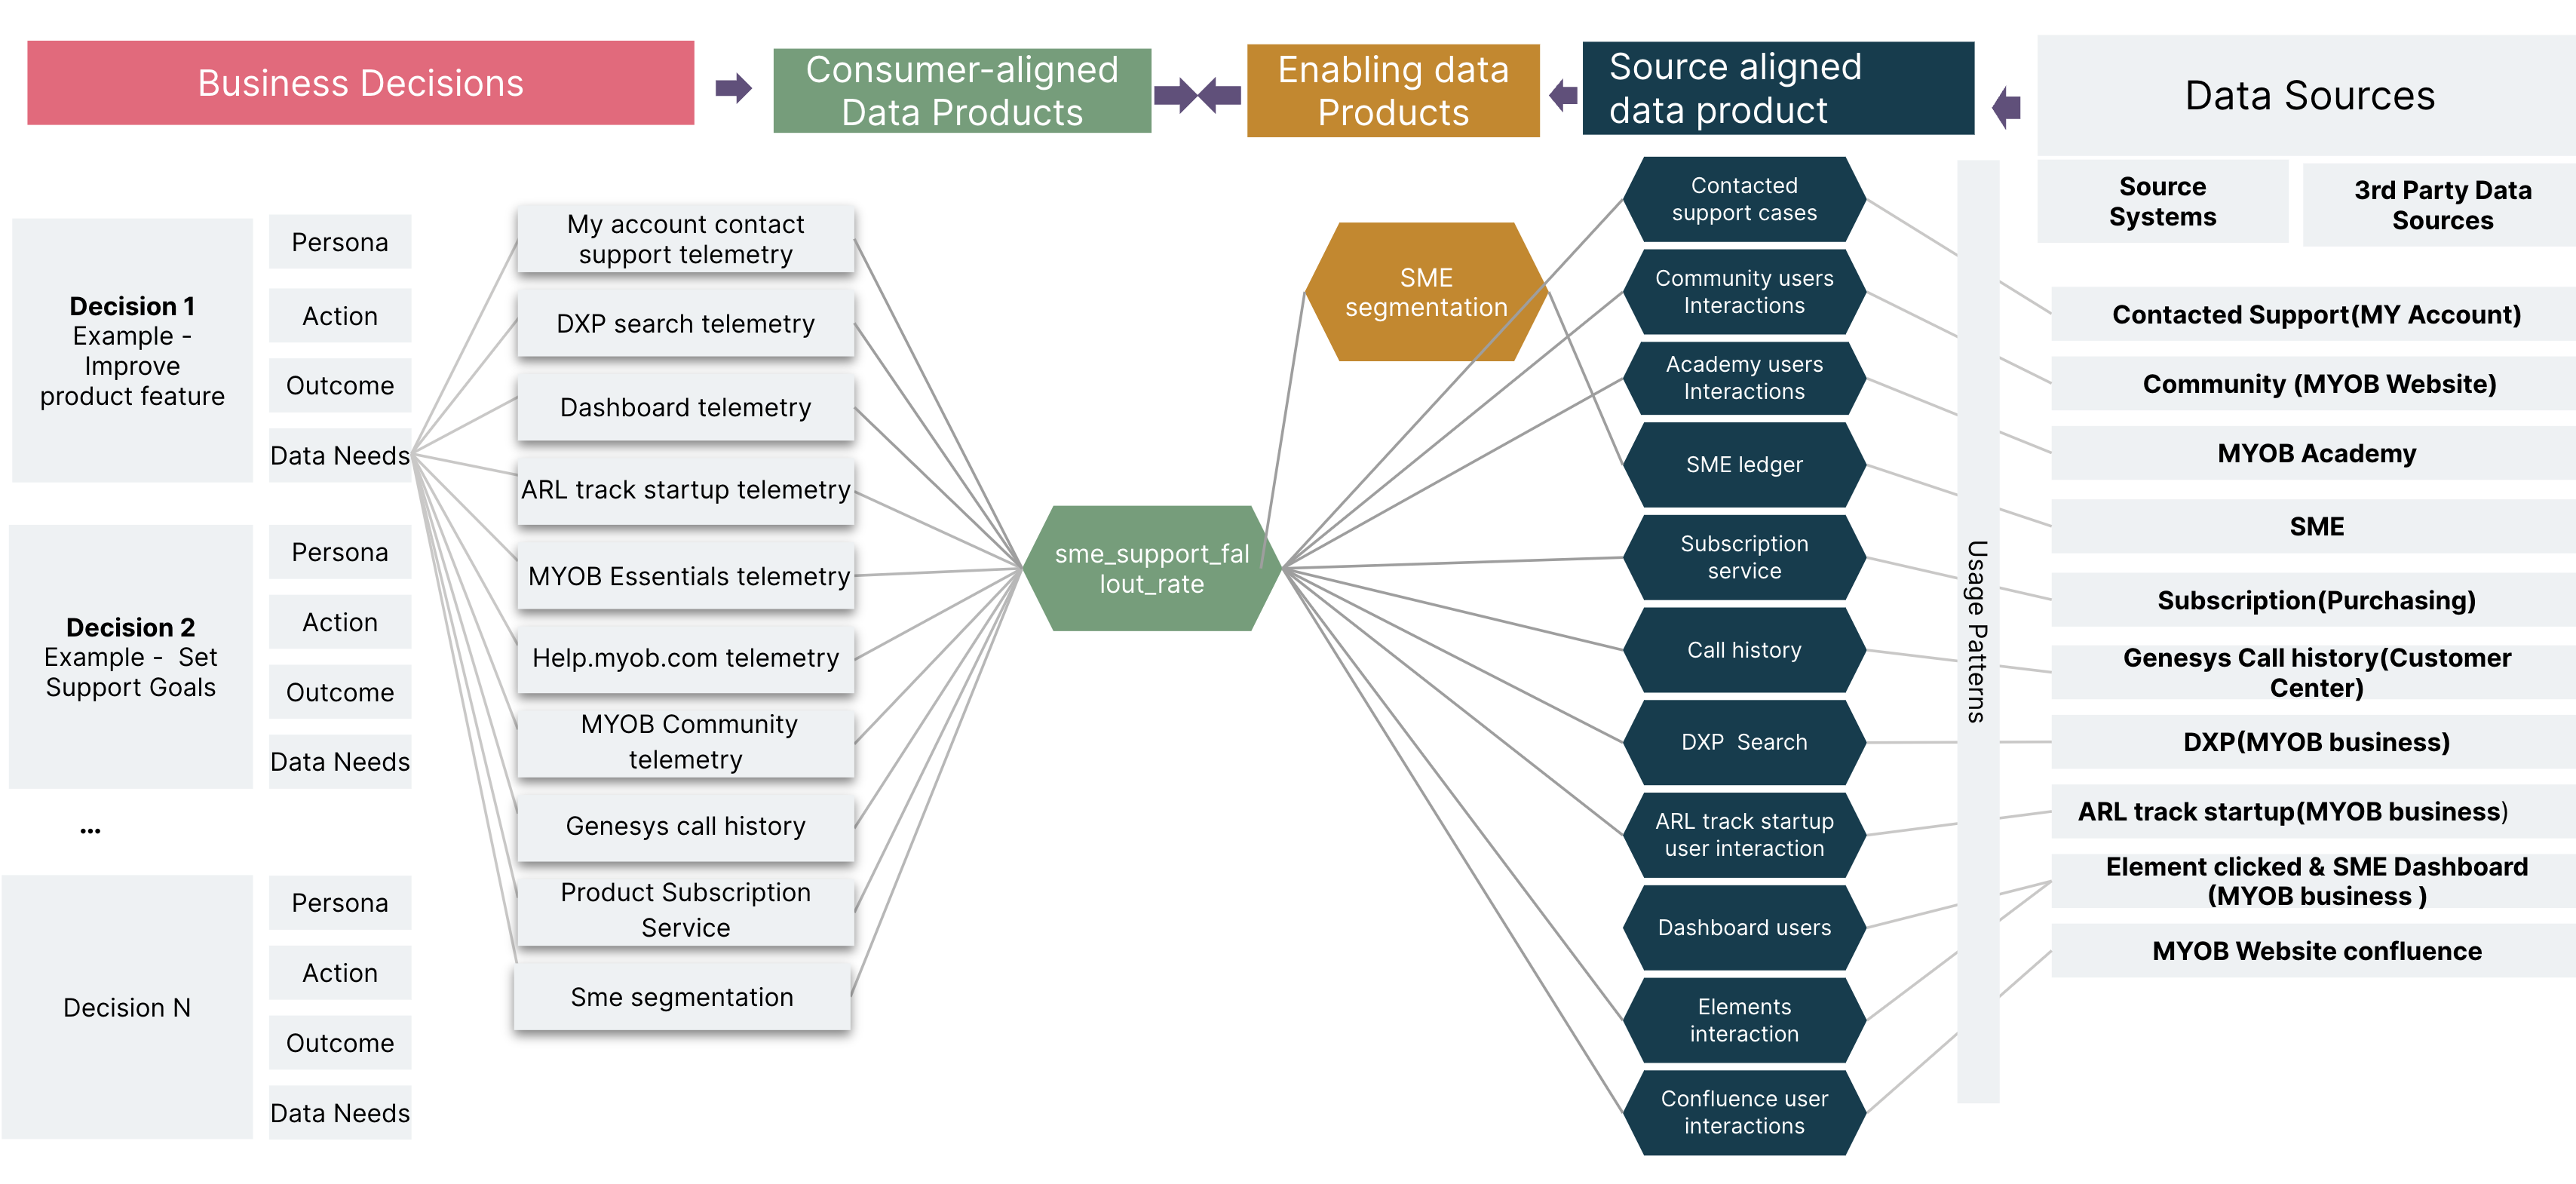 Business Decisions
Consumer-aligned
Data Products
Enabling data
Products
Source aligned
data product
Data Sources
Source
Systems
3rd Party Data
Sources
Decision 1
Example -
Improve
product feature
Persona
Action
Outcome
Data Needs
Decision 2
Example -  Set
Support Goals
Persona
Action
Outcome
Data Needs
...
Decision N
Persona
Action
Outcome
Data Needs
My account contact
support telemetry
DXP search telemetry
Dashboard telemetry
ARL track startup telemetry
MYOB Essentials telemetry
Help.myob.com telemetry
MYOB Community
telemetry
Genesys call history
Product Subscription
Service
Sme segmentation
sme_support_fal
lout_rate
SME
segmentation
Contacted
support cases
Community users
Interactions
Academy users
Interactions
SME ledger
Subscription
service
Call history
DXP  Search
ARL track startup
user interaction
Dashboard users
Elements
interaction
Confluence user
interactions
Usage Patterns
Contacted Support(MY Account)
Community (MYOB Website)
MYOB Academy
SME
Subscription(Purchasing)
Genesys Call history(Customer
Center)
DXP(MYOB business)
ARL track startup(MYOB business)
Element clicked & SME Dashboard
(MYOB business )
MYOB Website confluence